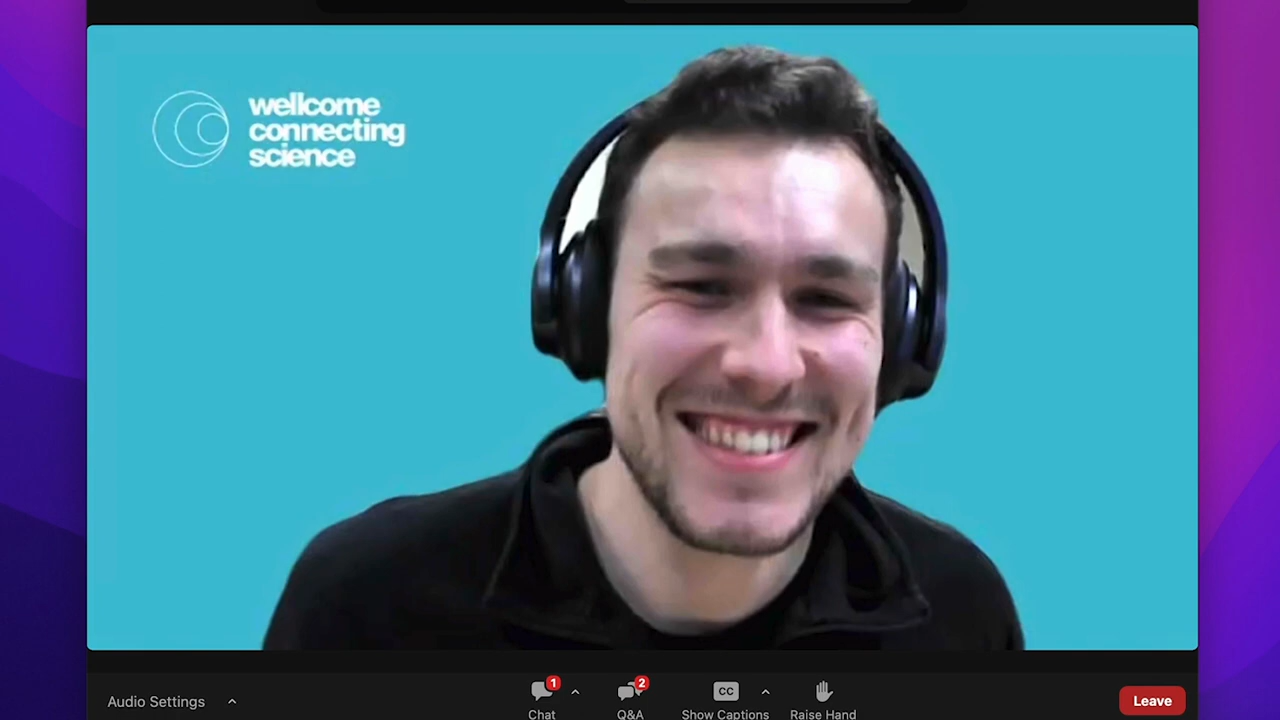 wellcome
connecting
science
Audio Settings
1
Chat
2
Q&A
CC
Show Captions
Raise Hand
Leave